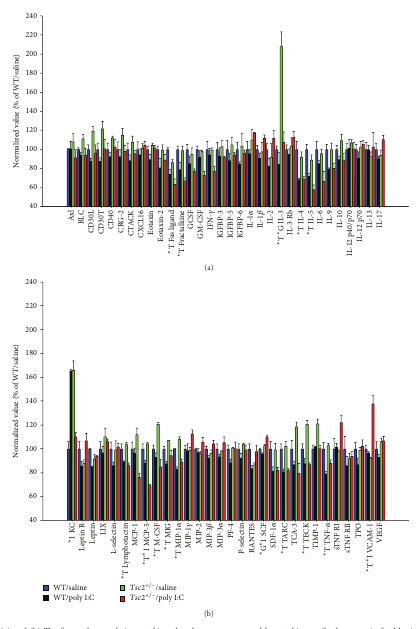 240
220
200
180
160
140
120
100
80
60
40
Normalized value (% of WT/saline)
Axl
BLC
CD30L
CD30T
CD40
CRG-2
CTACK
CXCL16
Eotaxin
Eotaxin-2
*T Fas ligand
*T Fractalkine
GCSF
GM-CSF
IFN-γ
IGFBP-3
IGFBP-5
IGFBP-6
IL-1α
IL-1β
IL-2
*T *G IL-3
IL-3 Rb
*T IL-4
*T IL-5
IL-6
IL-9
IL-10
IL-12 p40/p70
IL-12 p70
IL-13
IL-17
(a)
240
220
200
180
160
140
120
100
80
60
40
Normalized value (% of WT/saline)
*I KC
Leptin R
Leptin
LIX
L-selectin
*T Lymphotactin
MCP-1
*T *I MCP-5
*T M-CSF
*T MIG
*T MIP-1α
MIP-1γ
MIP-2
MIP-3β
MIP-3α
PF-4
P-selectin
RANTES
*G*I SCF
SDF-1α
*T TARC
TCA-3
*T TECK
TIMP-1
*T TNF-α
sTNF RI
sTNF RII
TPO
*T *I VCAM-1
VEGF
WT/saline
WT/poly I:C
Tsc2+/−/saline
Tsc2+/−/poly I:C
(b)